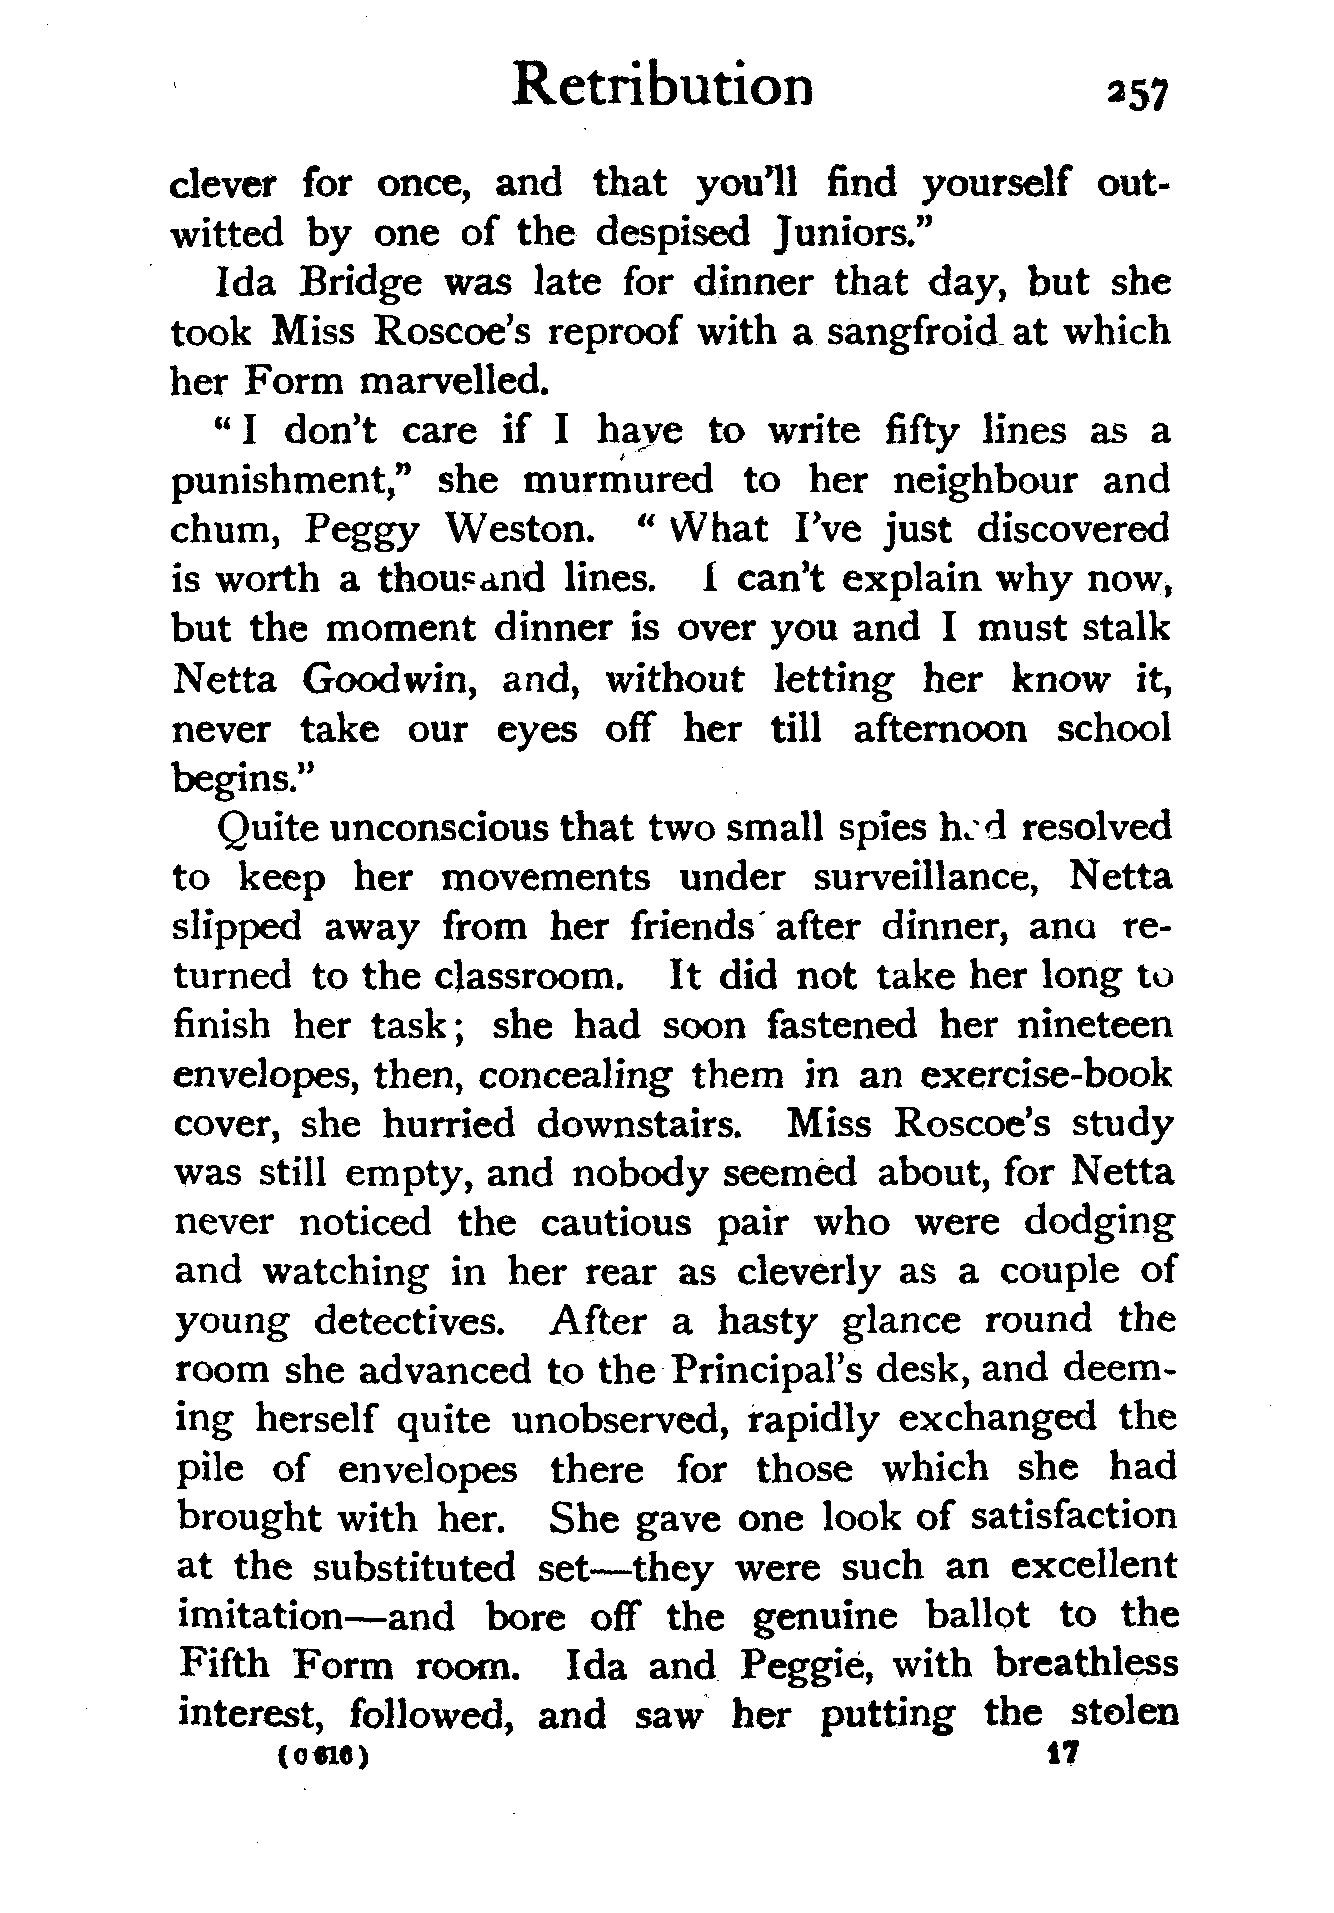 Retribution 257
clever for once, and that you'll find yourself out-
witted by one of the despised Juniors."
Ida Bridge was late for dinner that day, but she
took Miss Roscoe's reproof with a sangfroid at which
her Form marvelled.
"I don't care if I have to write fifty lines as a
punishment," she murmured to her neighbour and
chum, Peggy Weston. "What I've just discovered
is worth a thousand lines. I can't explain why now,
but the moment dinner is over you and I must stalk
Netta Goodwin, and, without letting her know it,
never take our eyes off her till afternoon school
begins."
Quite unconscious that two small spies had resolved
to keep her movements under surveillance, Netta
slipped away from her friends after dinner, and re-
turned to the classroom. It did not take her long to
finish her task; she had soon fastened her nineteen
envelopes, then, concealing them in an exercise-book
cover, she hurried downstairs. Miss Roscoe's study
was still empty, and nobody seemed about, for Netta
never noticed the cautious pair who were dodging
and watching in her rear as cleverly as a couple of
young detectives. After a hasty glance round the
room she advanced to the Principal's desk, and deem-
ing herself quite unobserved, rapidly exchanged the
pile of envelopes there for those which she had
brought with her. She gave one look of satisfaction
at the substituted set—they were such an excellent
imitation—and bore off the genuine ballot to the
Fifth Form room. Ida and Peggie, with breathless
interest, followed, and saw her putting the stolen
(O 616) 17